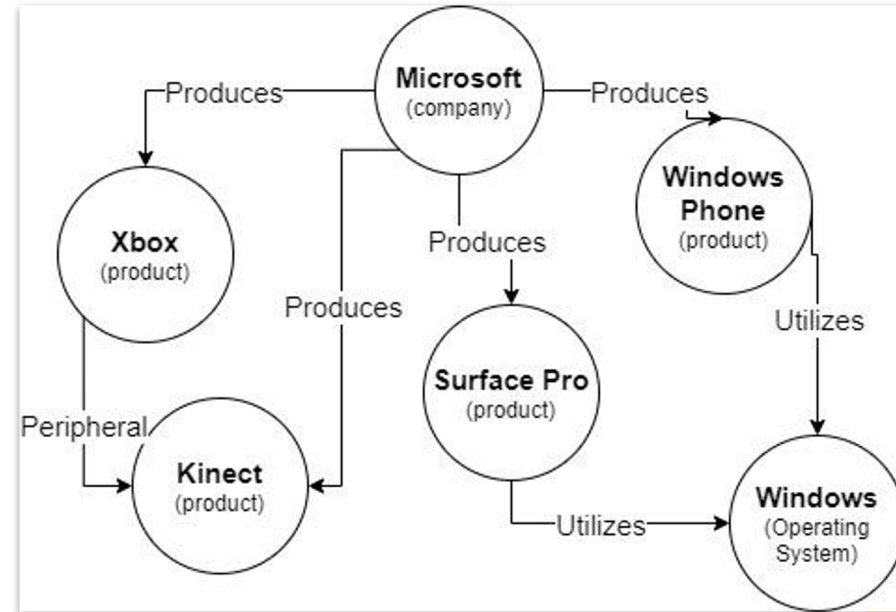 Microsoft
(company)
Produces
Produces
Windows
Phone
(product)
Xbox
(product)
Produces
Produces
Utilizes
Surface Pro
(product)
Peripheral
Kinect
(product)
Windows
(Operating
System)
Utilizes